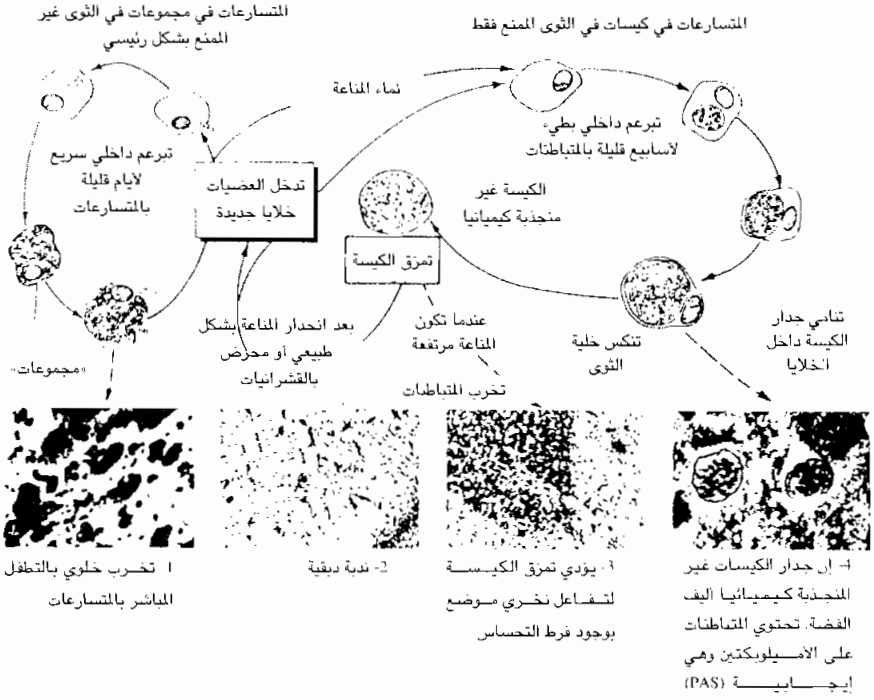 المتسارعات في مجموعات في الثوى غير
الممنع بشكل رئيسي
المتسارعات في كيسات في الثوى الممنع فقط
نماء المناعة
تبرعم داخلي سريع
لأيام قليلة
بالمتسارعات
تدخل العضيات
خلايا جديدة
تبرعم داخلي بطيء
لأسابيع قليلة بالمتباطئات
الكيسة غير
منجذبة كيميائيا
تمزق الكيسة
«مجموعات»
بعد انحدار المناعة بشكل
طبيعي أو محرض
بالقشرانيات
عندما تكون
المناعة مرتفعة
تخرب المتباطئات
تنكس خلية
الثوى
تنامي جدار
الكيسة داخل
الخلايا
1 تخرب خلوي بالتطفل
المباشر بالمتسارعات
2- ندبة دبقية
3- يؤدي تمزق الكيسة
لتفاعل نخري موضع
بوجود فرط التحساس
4- إن جدار الكيسات غير
المنجذبة كيميائيا أليف
الفضة. تحتوي المتباطئات
على الأميلوبكتين وهي
إيجابية (PAS)